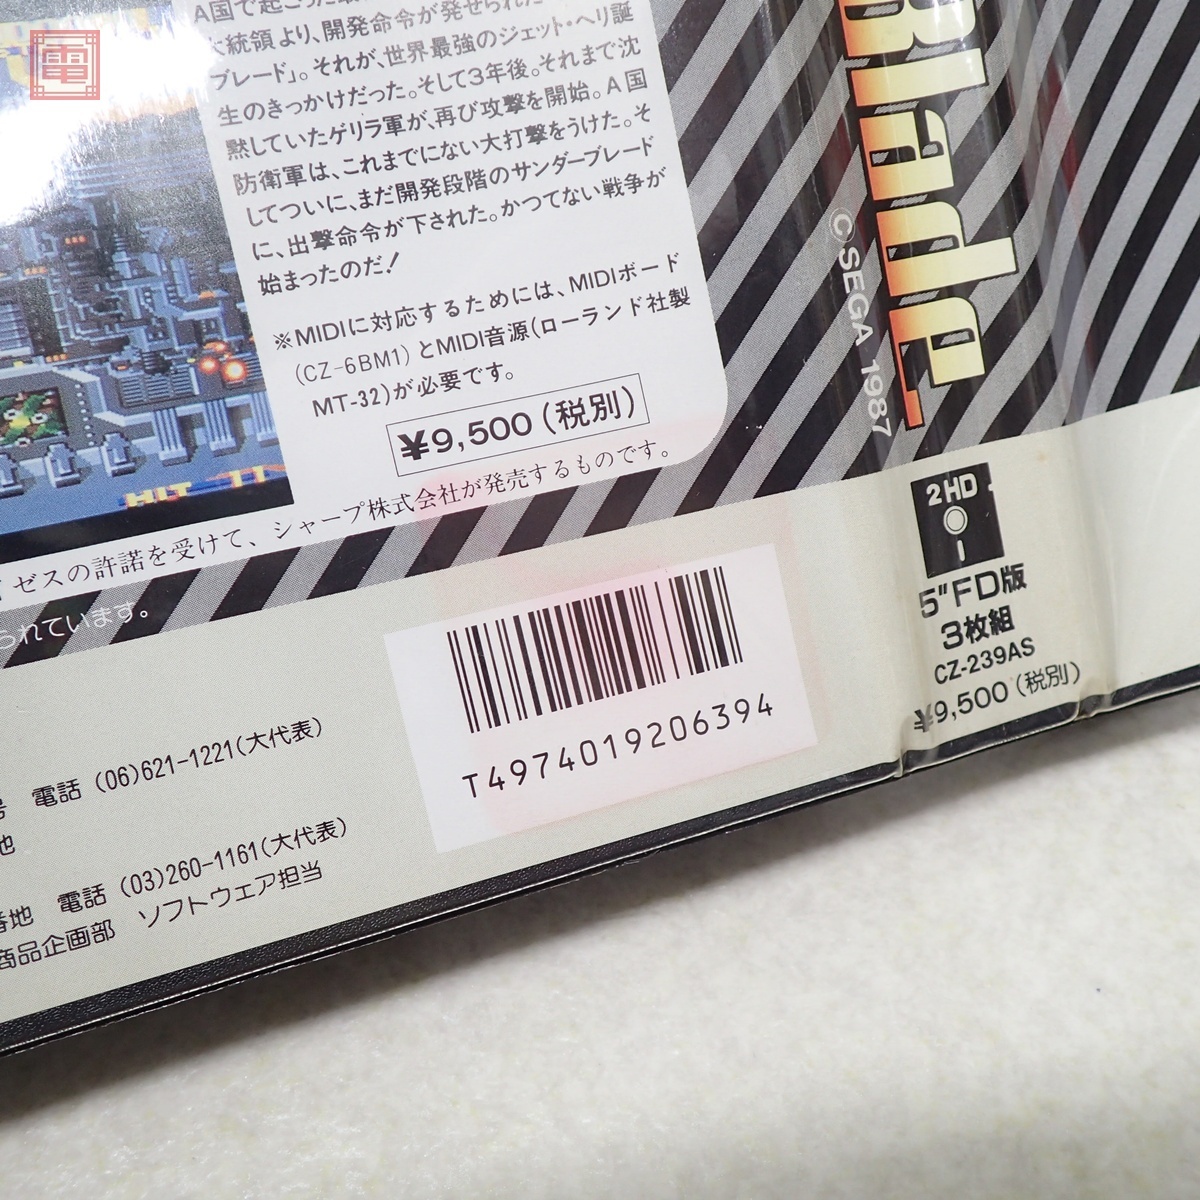 電
A国で起こった
大統領より、開発命令が発せられた
ブレード」。それが、世界最強のジェット・ヘリ誕
生のきっかけだった。そして3年後。それまで沈
黙していたゲリラ軍が、再び攻撃を開始。A国
防衛軍は、これまでにない大打撃をうけた。そ
してついに、まだ開発段階のサンダーブレード
に、出撃命令が下された。かつてない戦争が
始まったのだ!
※MIDIに対応するためには、MIDIボード
(CZ-6BM1)とMIDI音源(ローランド社製
MT-32)が必要です。
¥9,500(税別)
ゼスの許諾を受けて、シャープ株式会社が発売するものです。
られています。
HIT 11
電話 (06)621-1221(大代表)
地
番地 電話 (03)260-1161(大代表)
商品企画部 ソフトウェア担当
T4974019206394
Blade
©SEGA 1987
2HD
5"FD版
3枚組
CZ-239AS
¥9,500(税別)